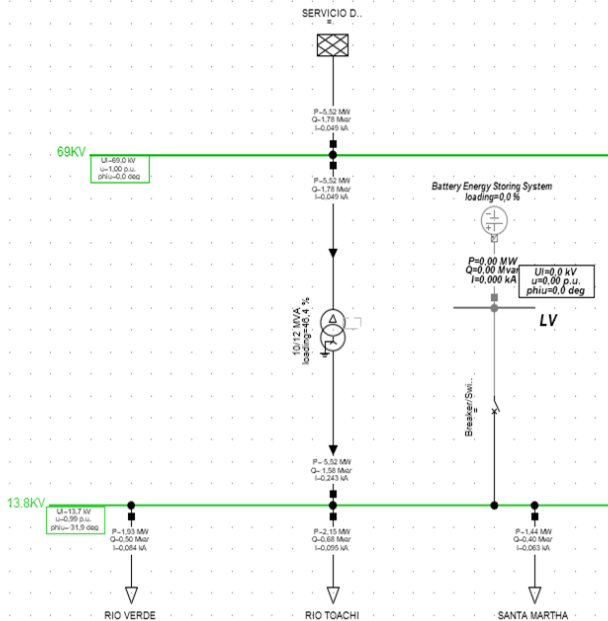 SERVICIO D..
P=5,52 MW
Q=1,78 Mvar
I=0,049 kA
69KV
Ul=69,0 kV
u=1,00 p.u.
phiu=0,0 deg
P=5,52 MW
Q=1,78 Mvar
I=0,049 kA
Battery Energy Storing System
loading=0,0 %
P=0,00 MW
Q=0,00 Mvar
I=0,000 kA
Ul=0,0 kV
u=0,00 p.u.
phiu=0,0 deg
LV
10/12 MVA
loading=46,4 %
Breaker/Swi..
P=-5,52 MW
Q=-1,58 Mvar
I=0,243 kA
13.8KV
Ul=13,7 kV
u=0,99 p.u.
phiu=-31,9 deg
P=1,93 MW
Q=0,50 Mvar
I=0,084 kA
P=2,15 MW
Q=0,68 Mvar
I=0,095 kA
P=1,44 MW
Q=0,40 Mvar
I=0,063 kA
RIO VERDE
RIO TOACHI
SANTA MARTHA